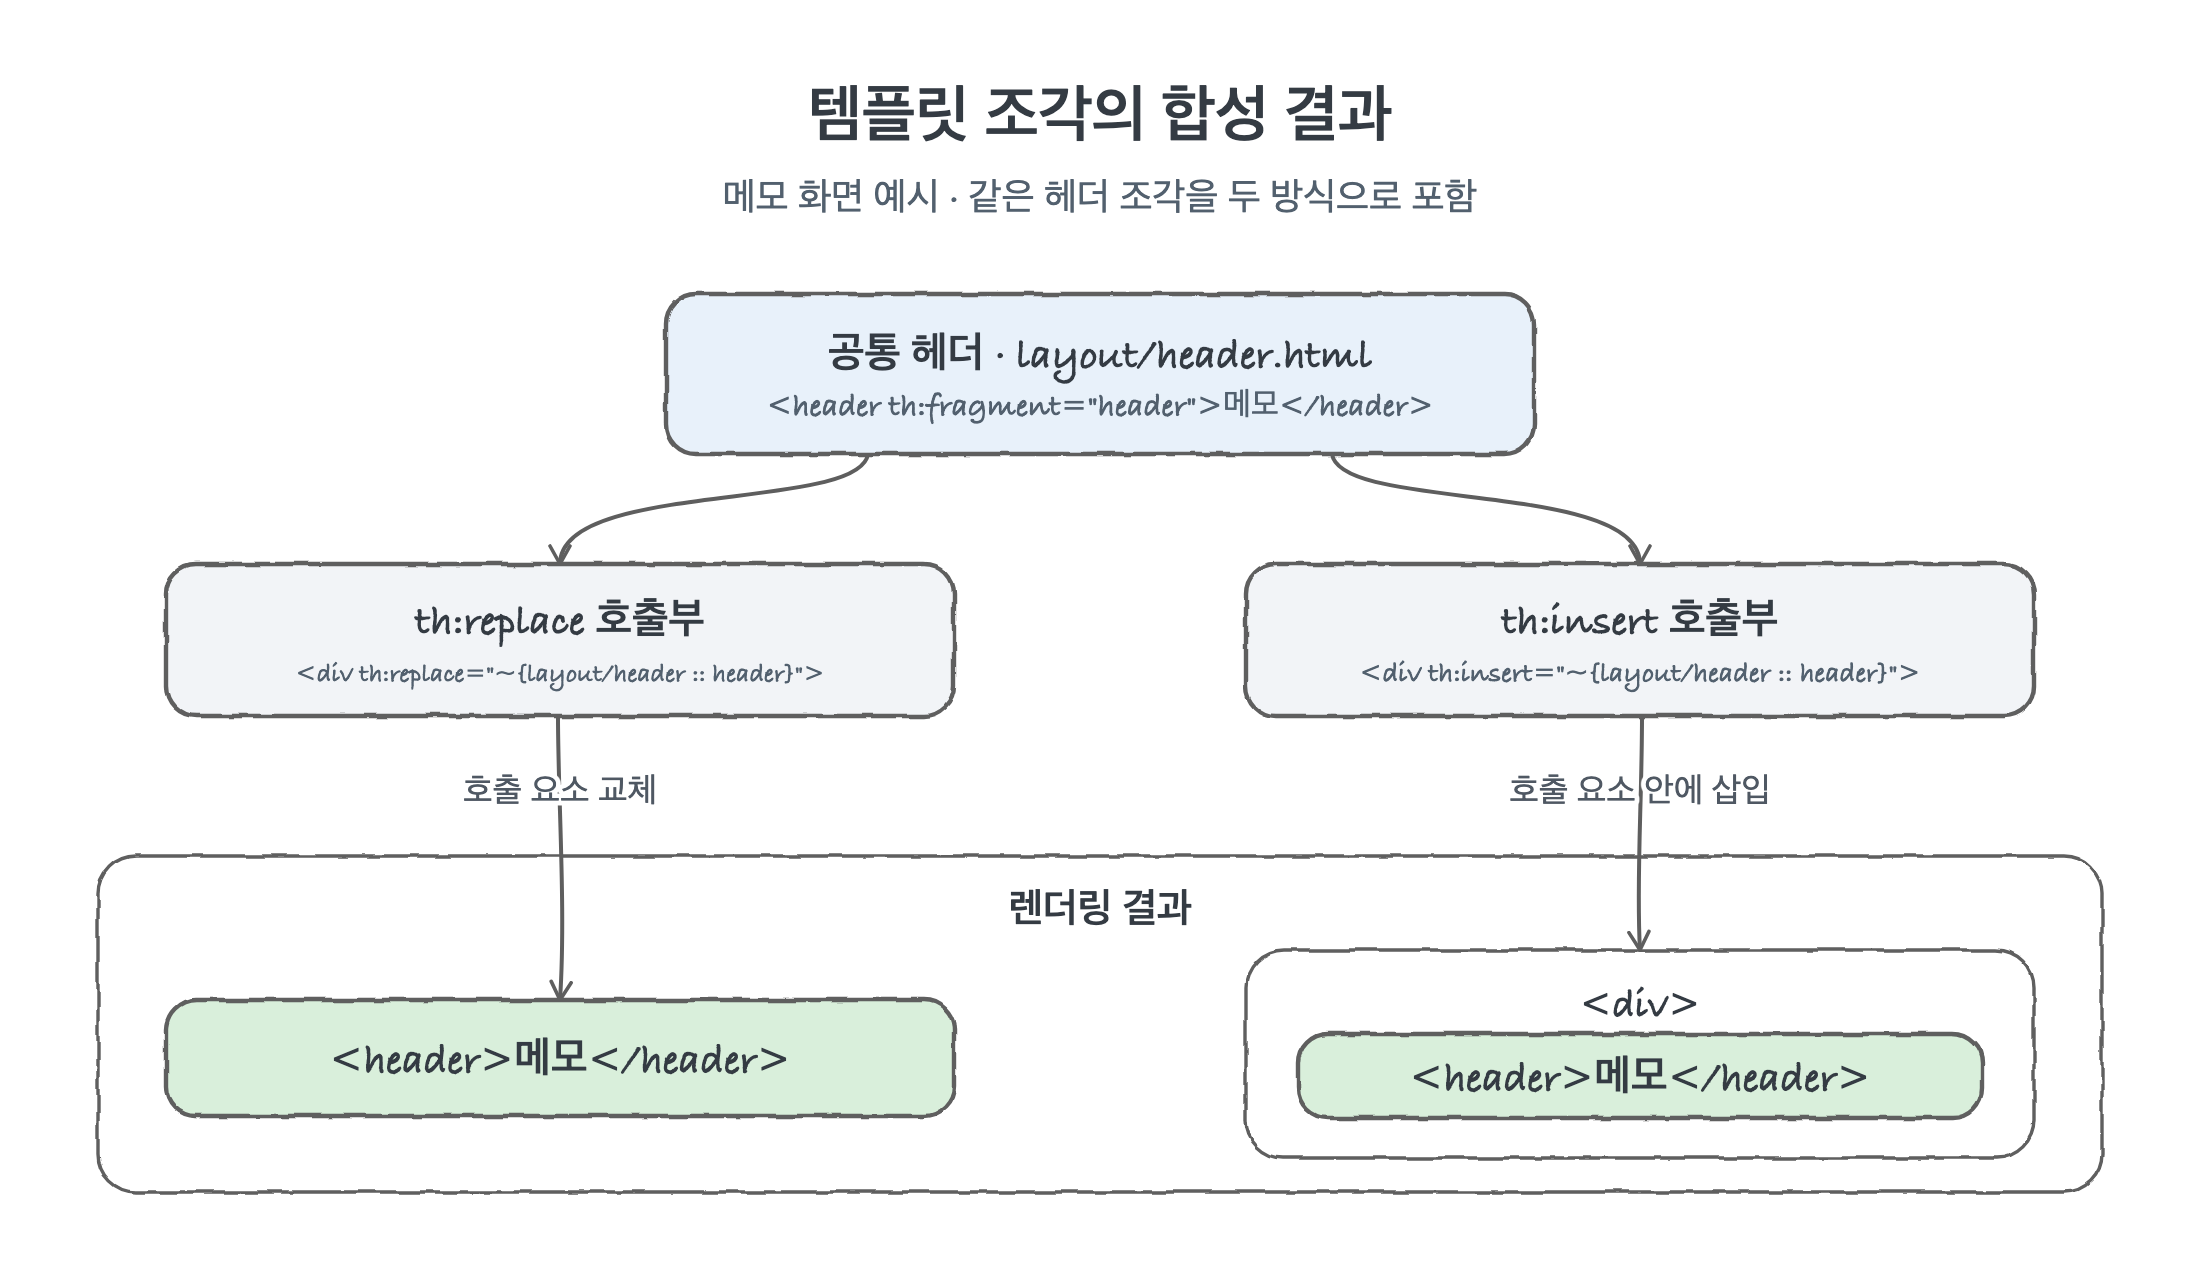 템플릿 조각의 합성 결과
메모 화면 예시 · 같은 헤더 조각을 두 방식으로 포함
공통 헤더 · layout/header.html
<header th:fragment="header">메모</header>
th:replace 호출부
<div th:replace="~{layout/header :: header}">
th:insert 호출부
<div th:insert="~{layout/header :: header}">
호출 요소 교체
호출 요소 안에 삽입
렌더링 결과
<header>메모</header>
<div>
<header>메모</header>